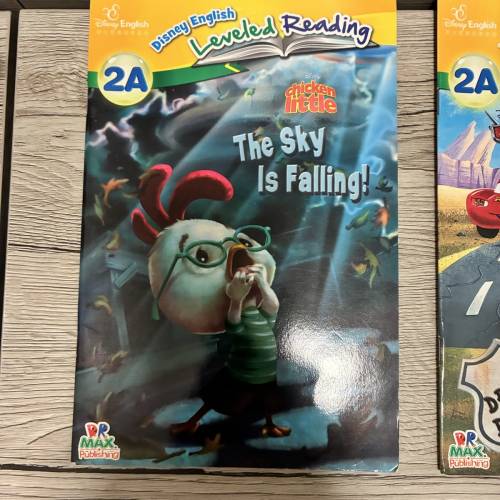 Disney English
Disney English
Leveled Reading
2A
chicken
little
The Sky
Is Falling!
DR
MAX
Publishing
Disney English
2A
DR
MAX
Publishing